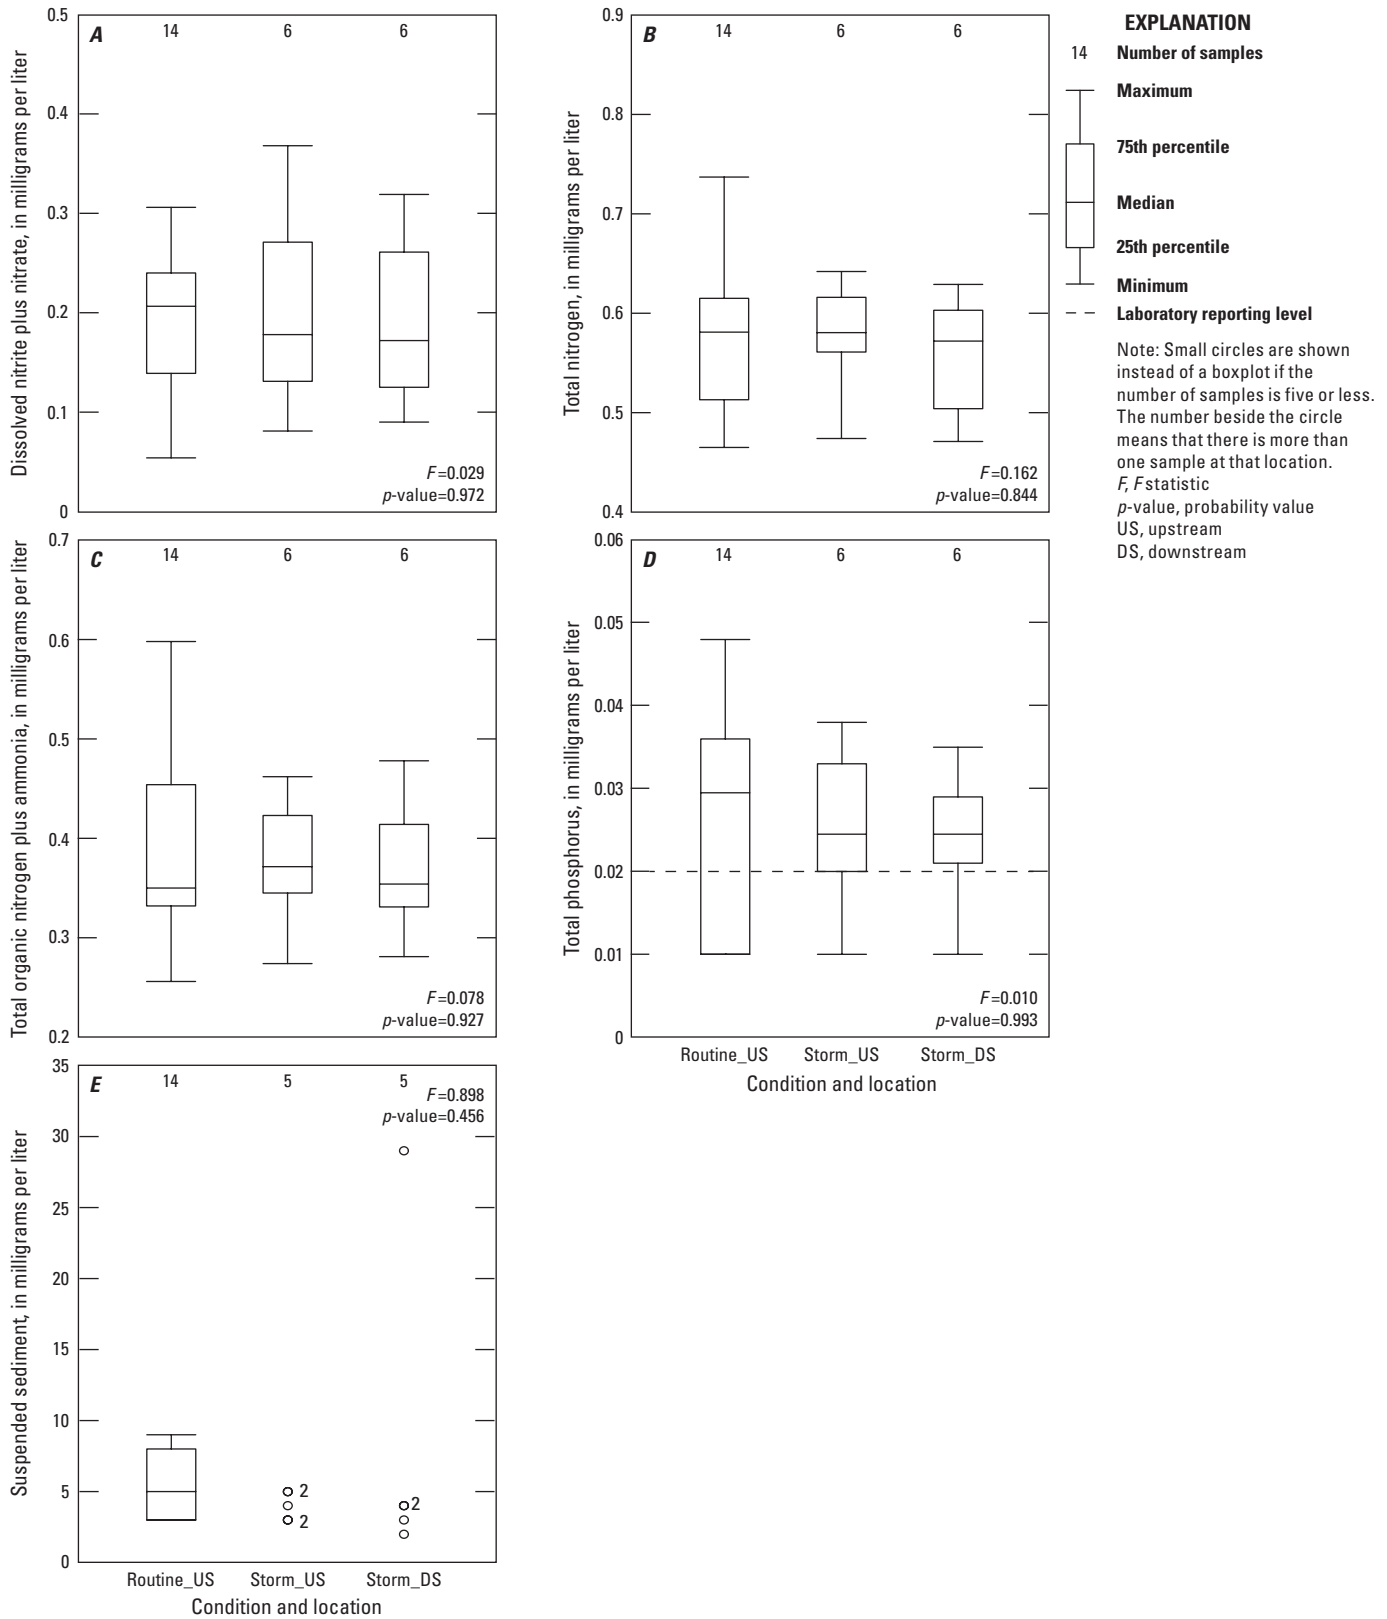 Dissolved nitrite plus nitrate, in milligrams per liter
0.5
0.4
0.3
0.2
0.1
0
A
14
6
6
F=0.029
p-value=0.972
Total nitrogen, in milligrams per liter
0.9
0.8
0.7
0.6
0.5
0.4
B
14
6
6
F=0.162
p-value=0.844
EXPLANATION
14 Number of samples
Maximum
75th percentile
Median
25th percentile
Minimum
Laboratory reporting level
Note: Small circles are shown
instead of a boxplot if the
number of samples is five or less.
The number beside the circle
means that there is more than
one sample at that location.
F, F statistic
p-value, probability value
US, upstream
DS, downstream
Total organic nitrogen plus ammonia, in milligrams per liter
0.7
0.6
0.5
0.4
0.3
0.2
C
14
6
6
F=0.078
p-value=0.927
Total phosphorus, in milligrams per liter
0.06
0.05
0.04
0.03
0.02
0.01
0
D
14
6
6
F=0.010
p-value=0.993
Routine_US
Storm_US
Storm_DS
Condition and location
Suspended sediment, in milligrams per liter
35
30
25
20
15
10
5
0
E
14
5
5
F=0.898
p-value=0.456
2
2
2
Routine_US
Storm_US
Storm_DS
Condition and location